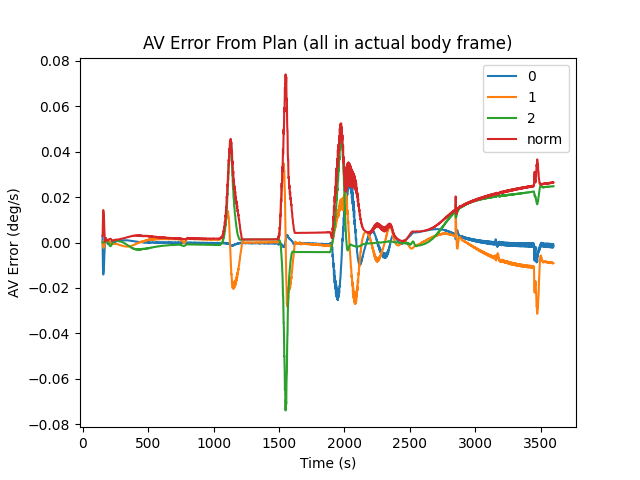 AV Error From Plan (all in actual body frame)
0
1
2
norm
AV Error (deg/s)
0.08
0.06
0.04
0.02
0.00
−0.02
−0.04
−0.06
−0.08
0 500 1000 1500 2000 2500 3000 3500
Time (s)